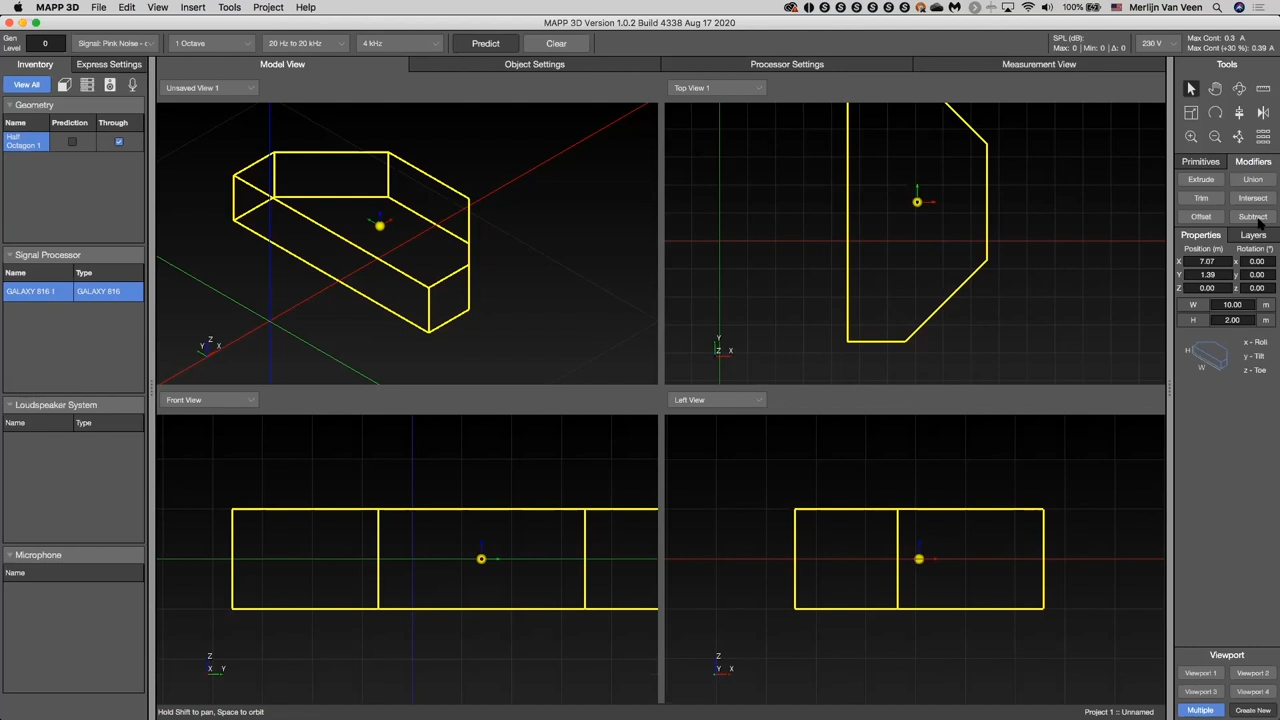 MAPP 3D File Edit View Insert Tools Project Help 100% Merlijn Van Veen
MAPP 3D Version 1.0.2 Build 4338 Aug 17 2020
Gen Level 0 Signal: Pink Noise - 1 Octave 20 Hz to 20 kHz 4 kHz Predict Clear SPL (dB): Max: 0 | Min: 0 | Δ: 0 230 V Max Cont: 0.3 A
Max Cont (+30 %): 0.39 A
Inventory Express Settings Model View Object Settings Processor Settings Measurement View Tools
View All Unsaved View 1 Top View 1
Geometry
Name Prediction Through
Half Octagon 1
Signal Processor
Name Type
GALAXY 816 1 GALAXY 816
Loudspeaker System
Name Type
Microphone
Name
Z
Y X
Y
Z X
Front View Left View
Z
X Y
Z
Y X
Primitives Modifiers
Extrude Union
Trim Intersect
Offset Subtract
Properties Layers
Position (m) Rotation (°)
X 7.07 x 0.00
Y 1.39 y 0.00
Z 0.00 z 0.00
W 10.00 m
H 2.00 m
H W
x - Roll
y - Tilt
z - Toe
Viewport
Viewport 1 Viewport 2
Viewport 3 Viewport 4
Multiple Create New
Hold Shift to pan, Space to orbit Project 1 :: Unnamed